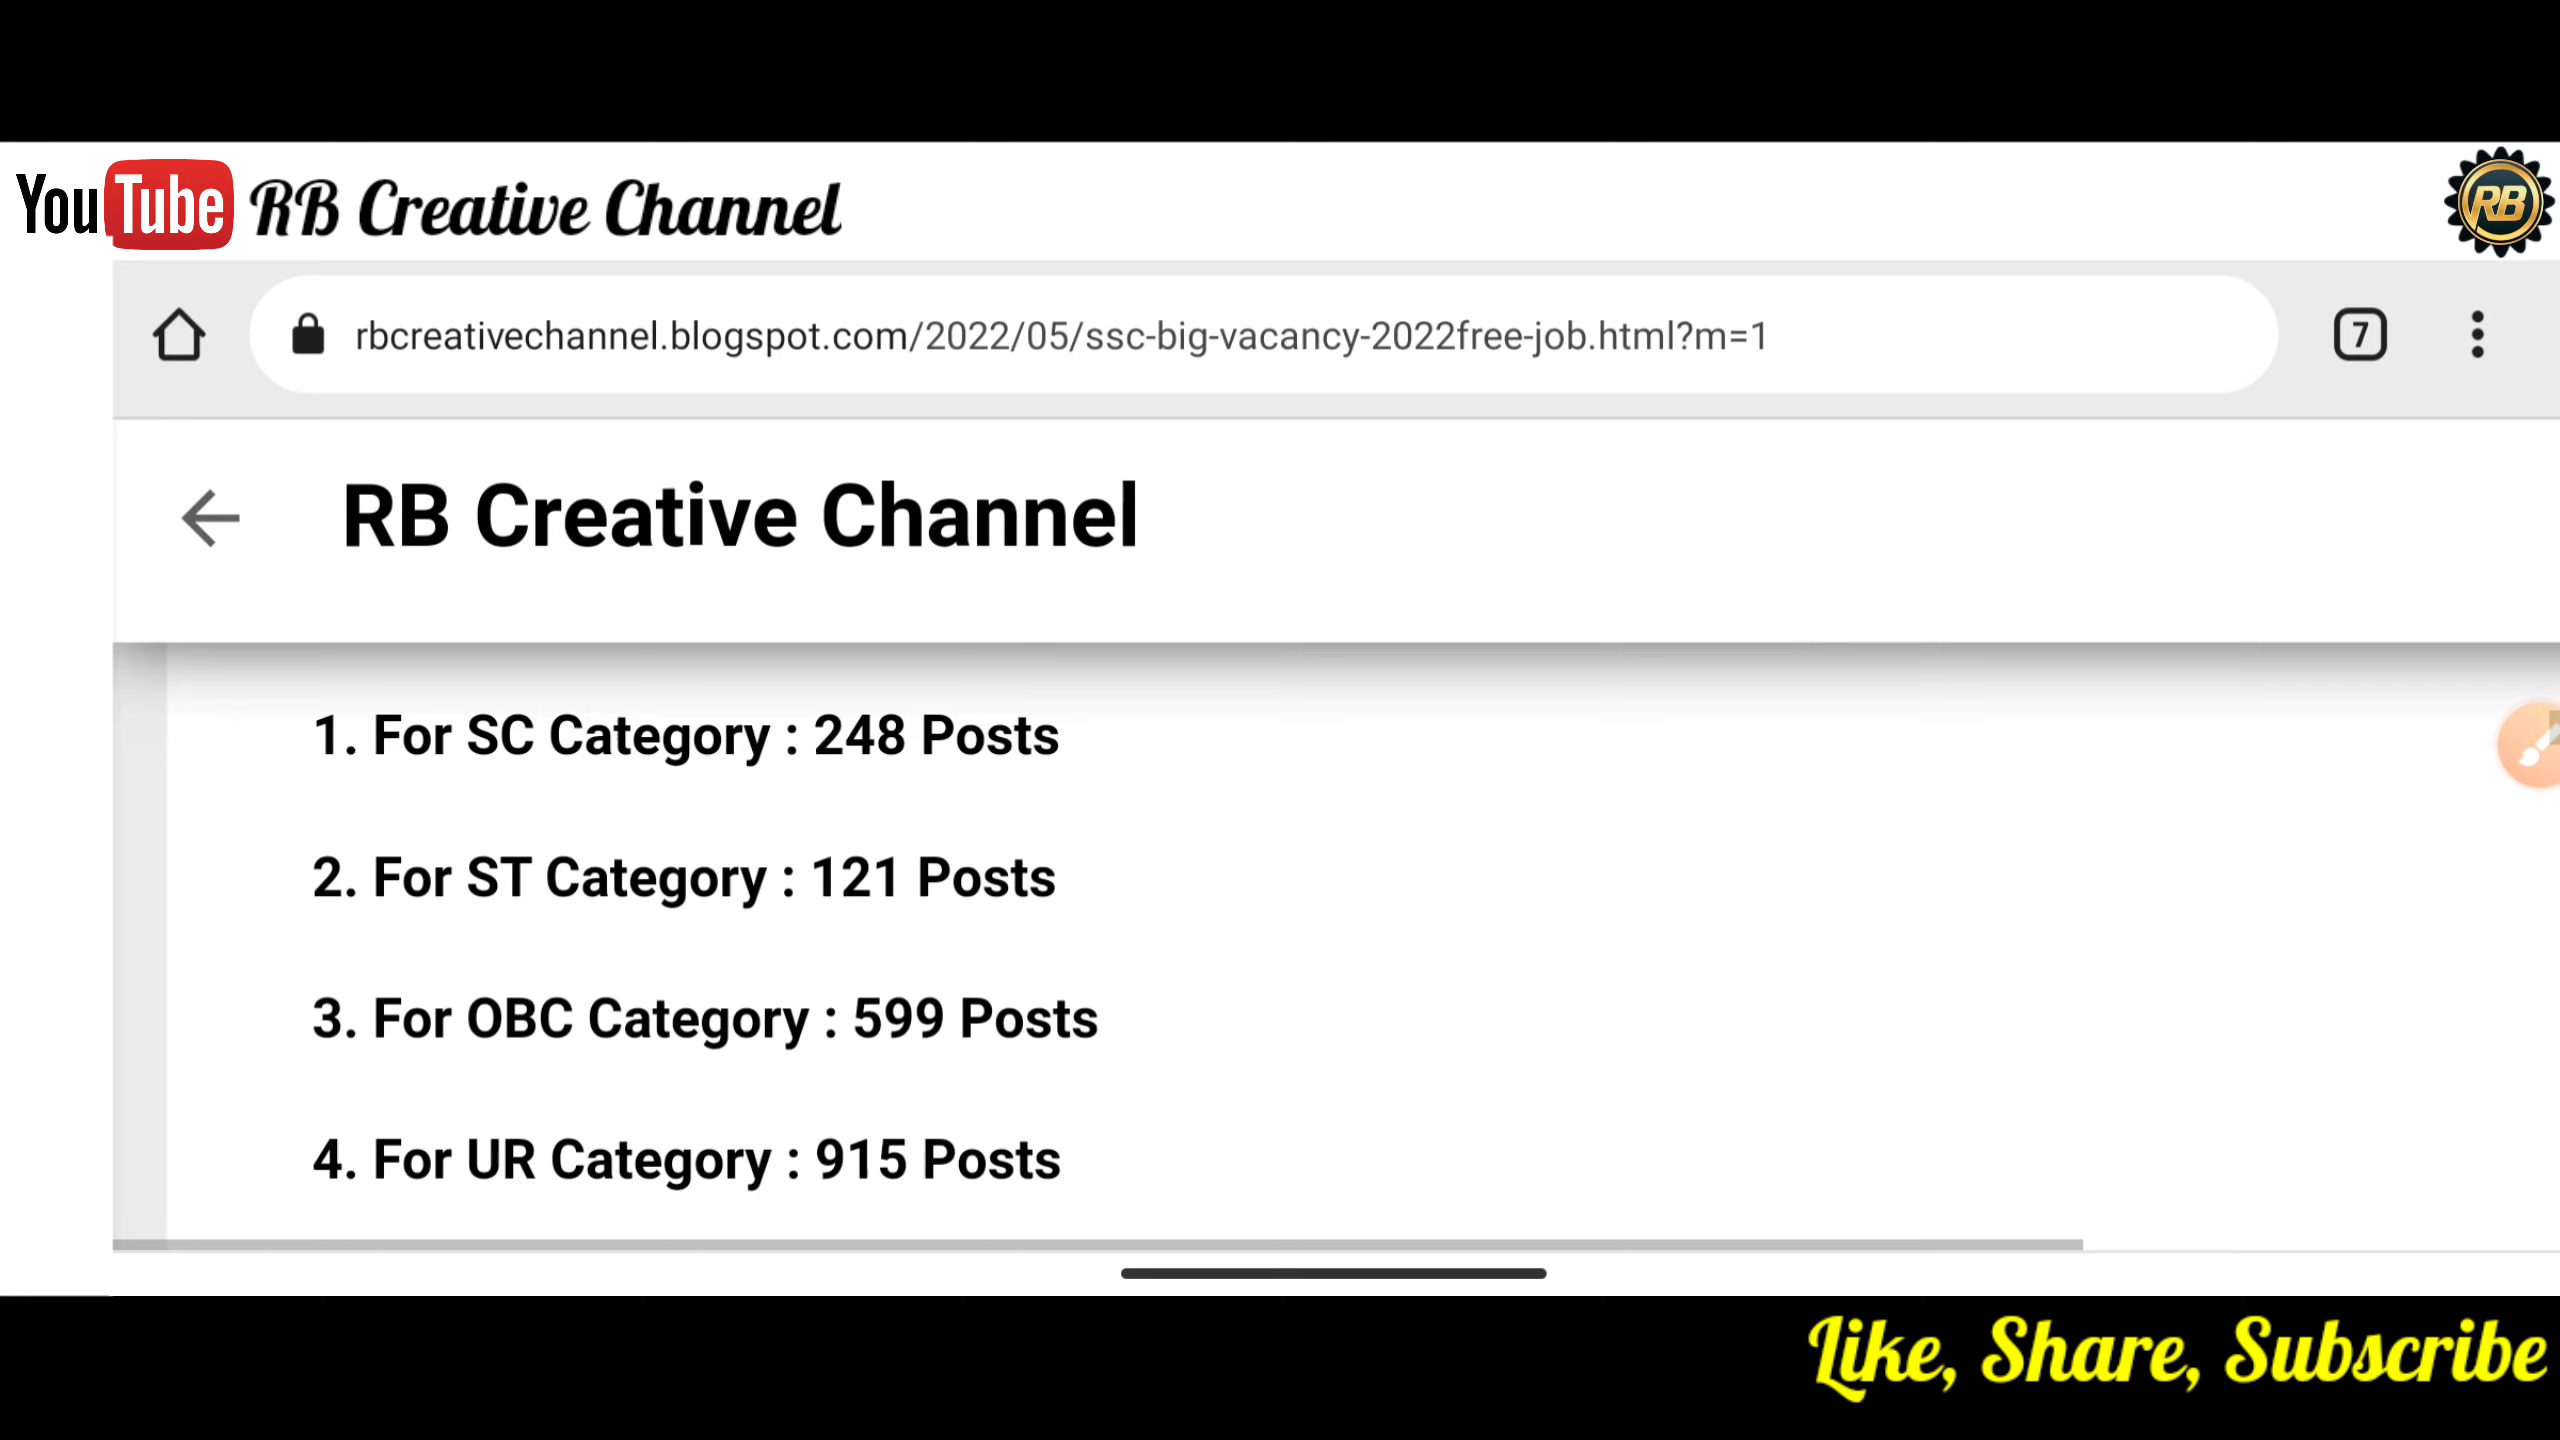 YouTube RB Creative Channel
RB
rbcreativechannel.blogspot.com/2022/05/ssc-big-vacancy-2022free-job.html?m=1
7
RB Creative Channel
1. For SC Category : 248 Posts
2. For ST Category : 121 Posts
3. For OBC Category : 599 Posts
4. For UR Category : 915 Posts
Like, Share, Subscribe